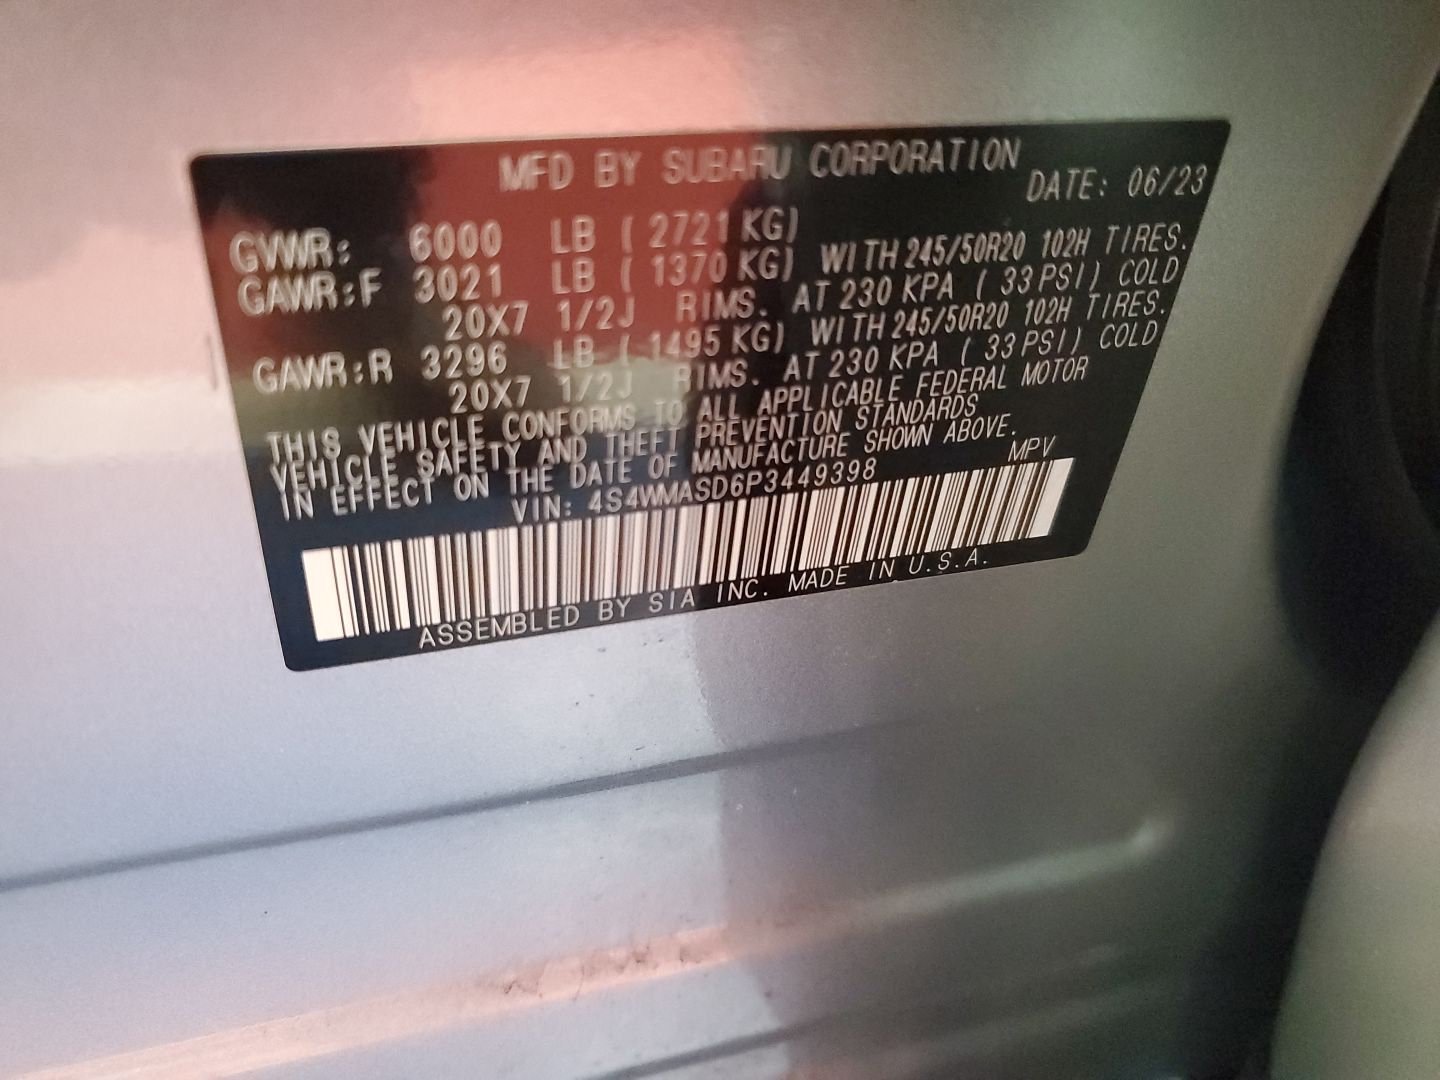 MFD BY SUBARU CORPORATION
DATE: 06/23
GVWR: 6000 LB ( 2721 KG)
GAWR:F 3021 LB ( 1370 KG) WITH 245/50R20 102H TIRES.
20X7 1/2J RIMS. AT 230 KPA ( 33 PSI) COLD
GAWR:R 3296 LB ( 1495 KG) WITH 245/50R20 102H TIRES.
20X7 1/2J RIMS. AT 230 KPA ( 33 PSI) COLD
THIS VEHICLE CONFORMS TO ALL APPLICABLE FEDERAL MOTOR
VEHICLE SAFETY AND THEFT PREVENTION STANDARDS
IN EFFECT ON THE DATE OF MANUFACTURE SHOWN ABOVE.
VIN: 4S4WMASD6P3449398 MPV
ASSEMBLED BY SIA INC. MADE IN U.S.A.